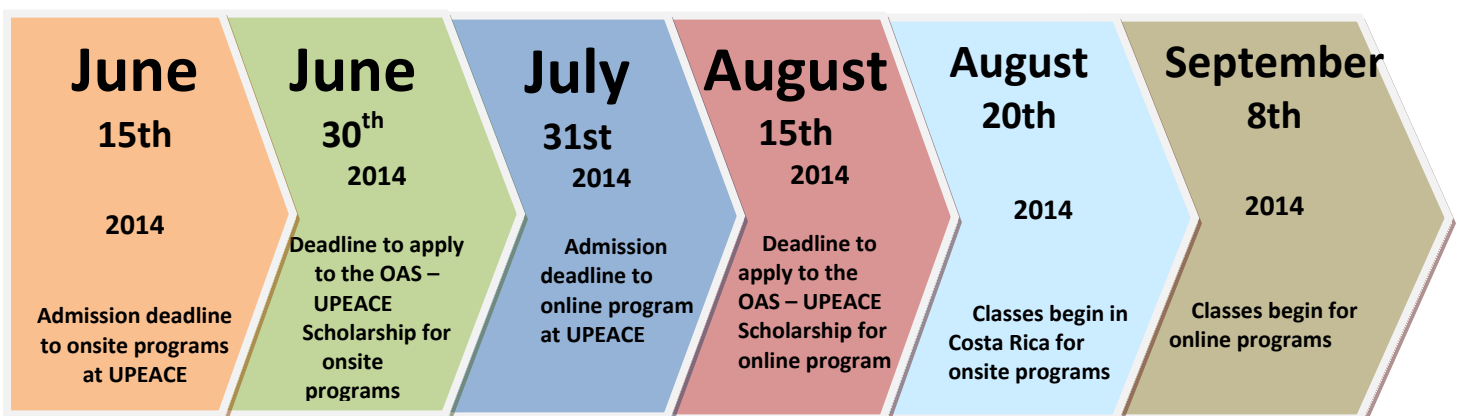 June
15th
2014
Admission deadline
to onsite programs
at UPEACE
June
30th
2014
Deadline to apply
to the OAS –
UPEACE
Scholarship for
onsite
programs
July
31st
2014
Admission
deadline to
online program
at UPEACE
August
15th
2014
Deadline to
apply to the
OAS – UPEACE
Scholarship for
online program
August
20th
2014
Classes begin in
Costa Rica for
onsite programs
September
8th
2014
Classes begin for
online programs